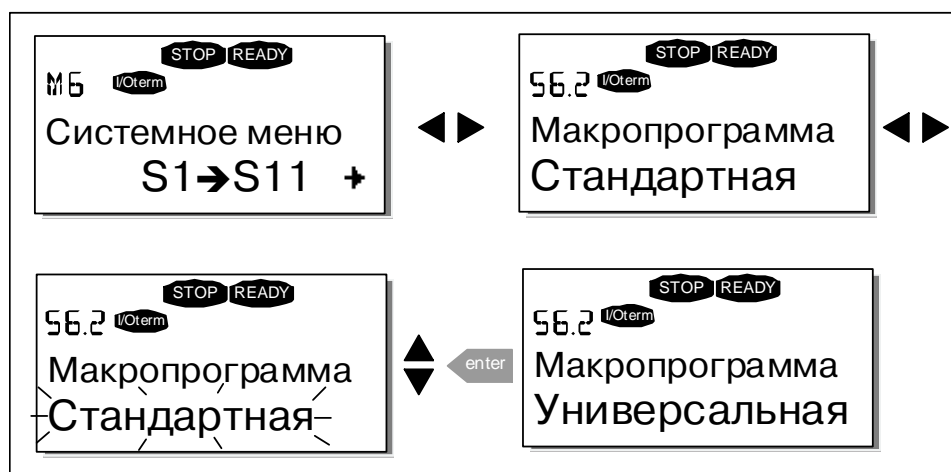 STOP READY
M6 I/Oterm
Системное меню
S1➔S11
STOP READY
S6.2 I/Oterm
Макропрограмма
Стандартная
STOP READY
S6.2 I/Oterm
Макропрограмма
Стандартная
enter
STOP READY
S6.2 I/Oterm
Макропрограмма
Универсальная